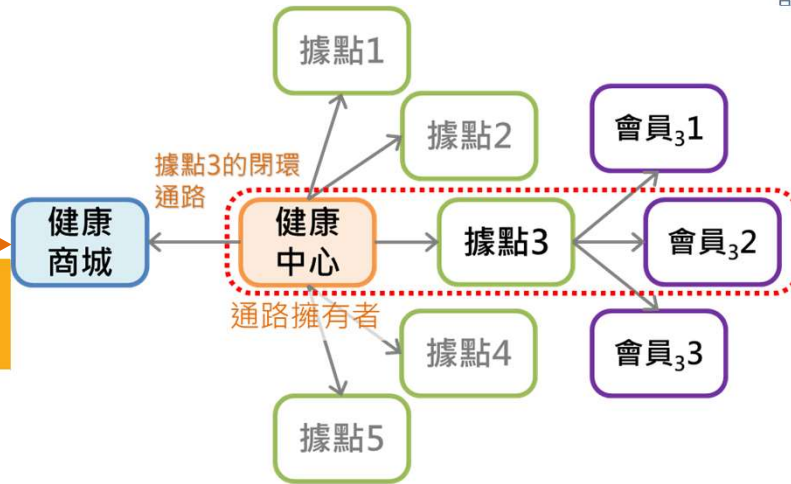 據點1
據點2
會員₃1
據點3的閉環
通路
健康
商城
健康
中心
據點3
會員₃2
通路擁有者
據點4
會員₃3
據點5